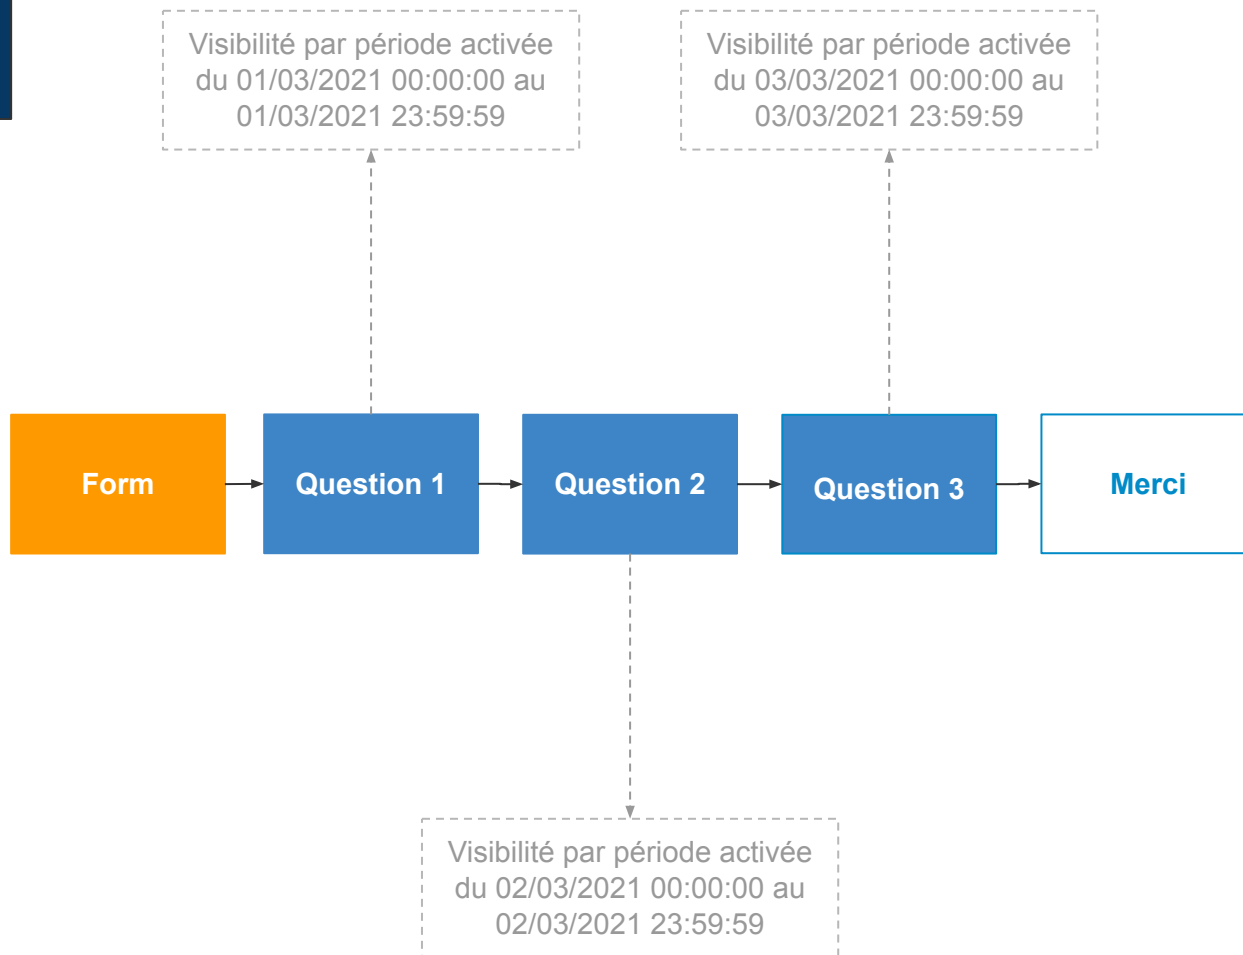 Visibilité par période activée
du 01/03/2021 00:00:00 au
01/03/2021 23:59:59
Visibilité par période activée
du 03/03/2021 00:00:00 au
03/03/2021 23:59:59
Form
Question 1
Question 2
Question 3
Merci
Visibilité par période activée
du 02/03/2021 00:00:00 au
02/03/2021 23:59:59